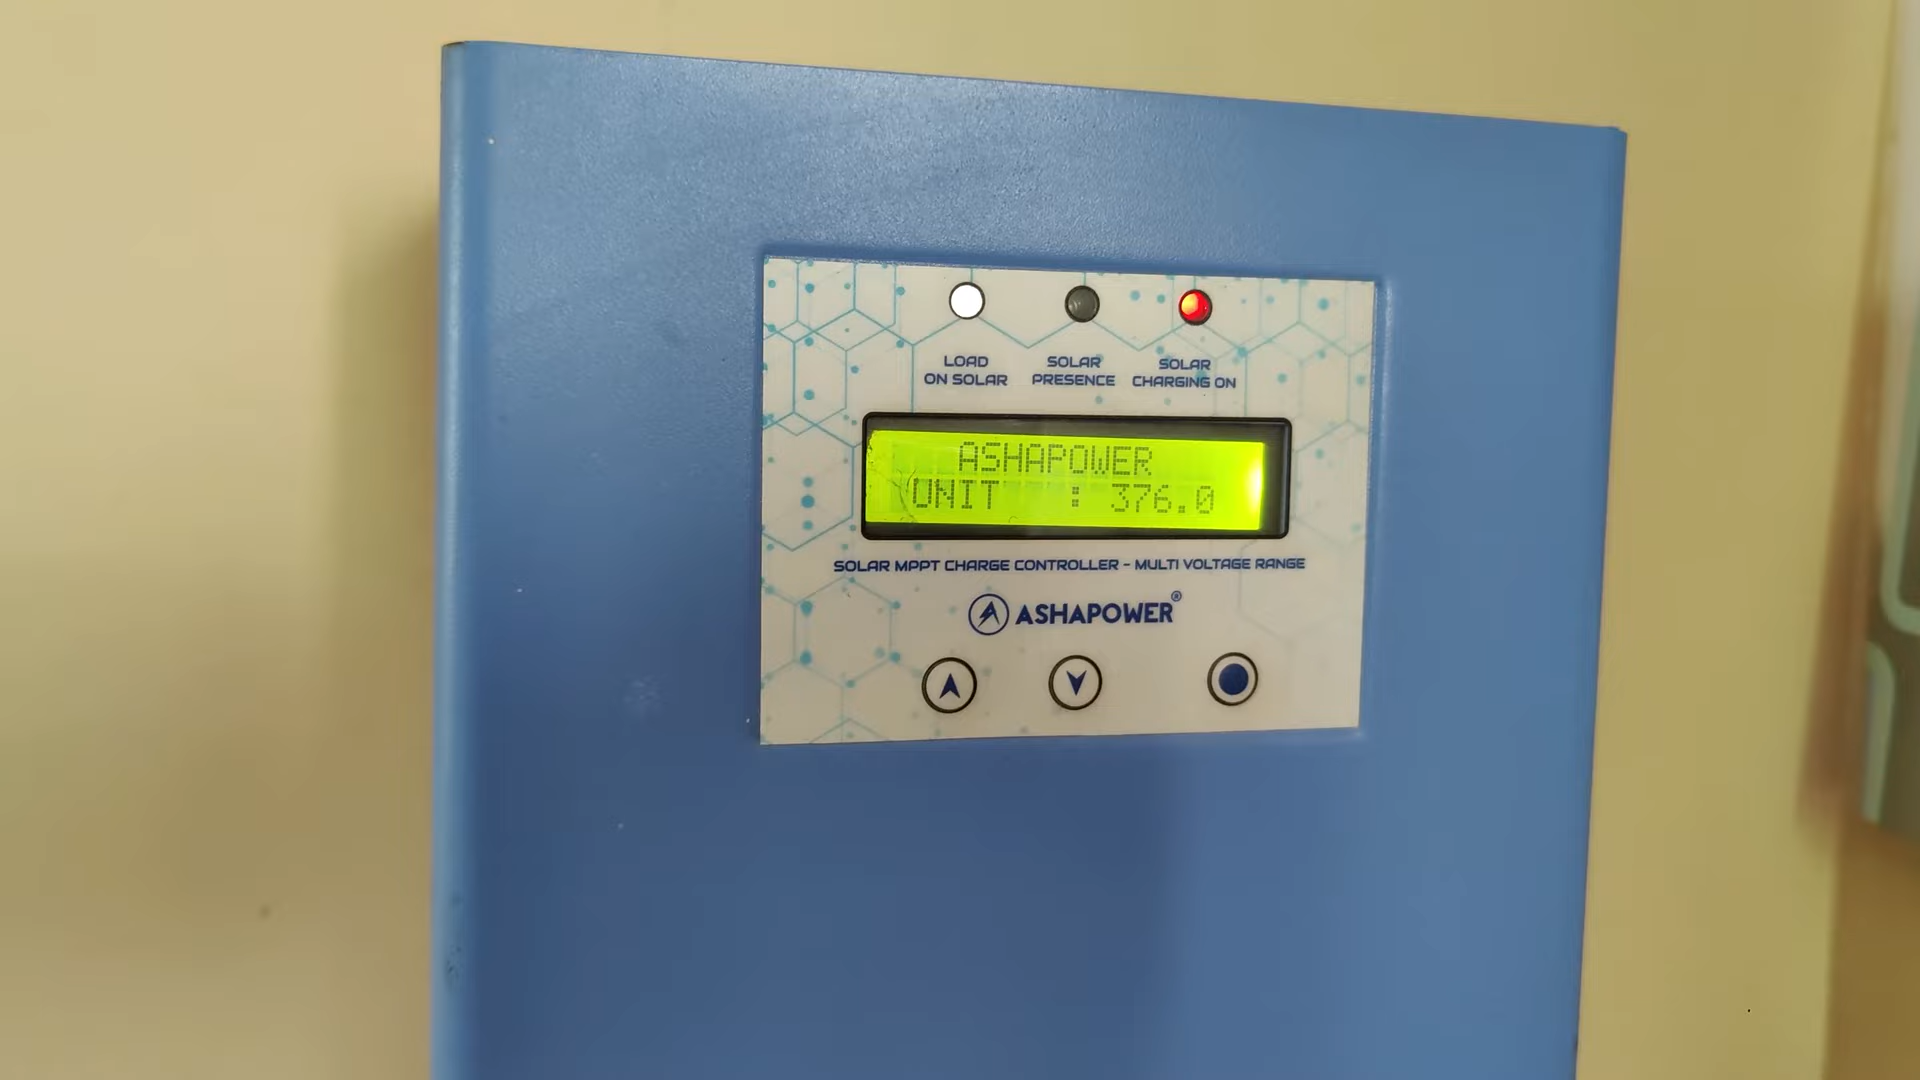 LOAD
ON SOLAR
SOLAR
PRESENCE
SOLAR
CHARGING ON
ASHAPOWER
UNIT : 376.0
SOLAR MPPT CHARGE CONTROLLER - MULTI VOLTAGE RANGE
ASHAPOWER®